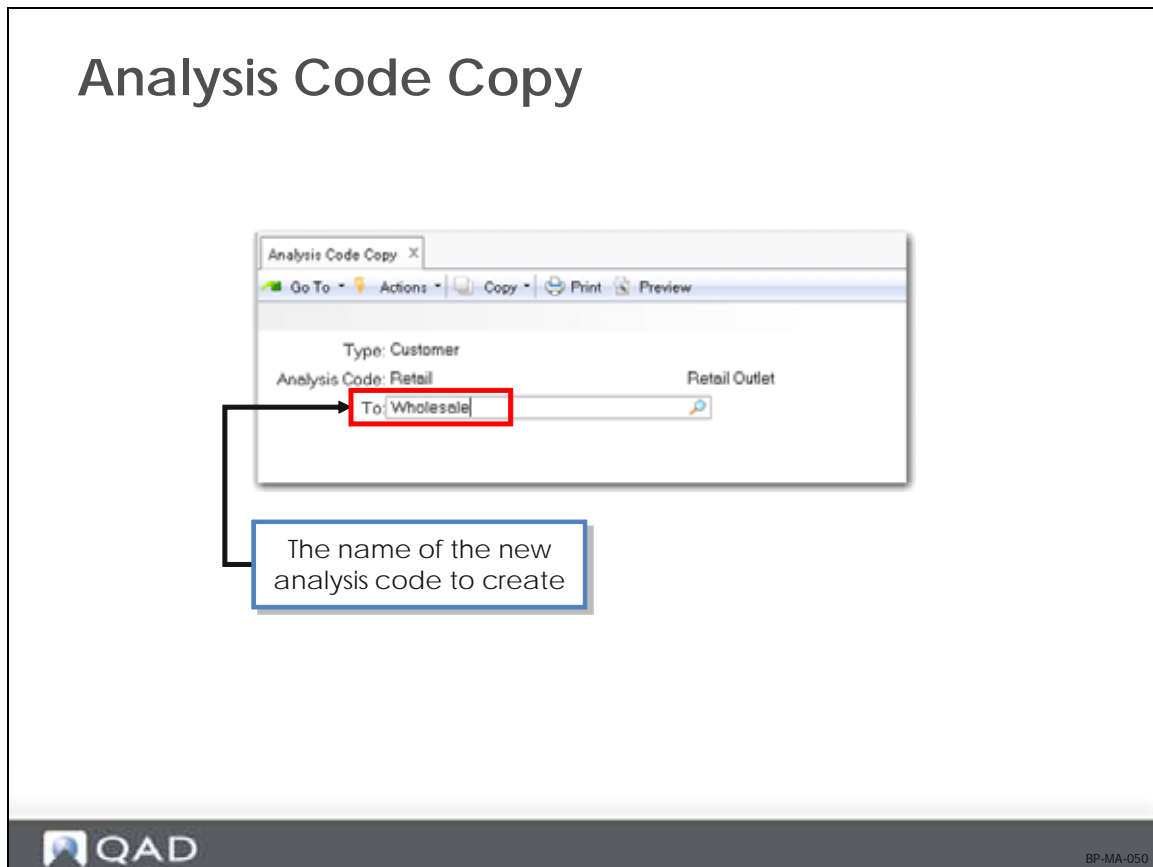 Analysis Code Copy
Analysis Code Copy X
Go To Actions Copy Print Preview
Type: Customer
Analysis Code: Retail Retail Outlet
To: Wholesale
The name of the new
analysis code to create
QAD
BP-MA-050